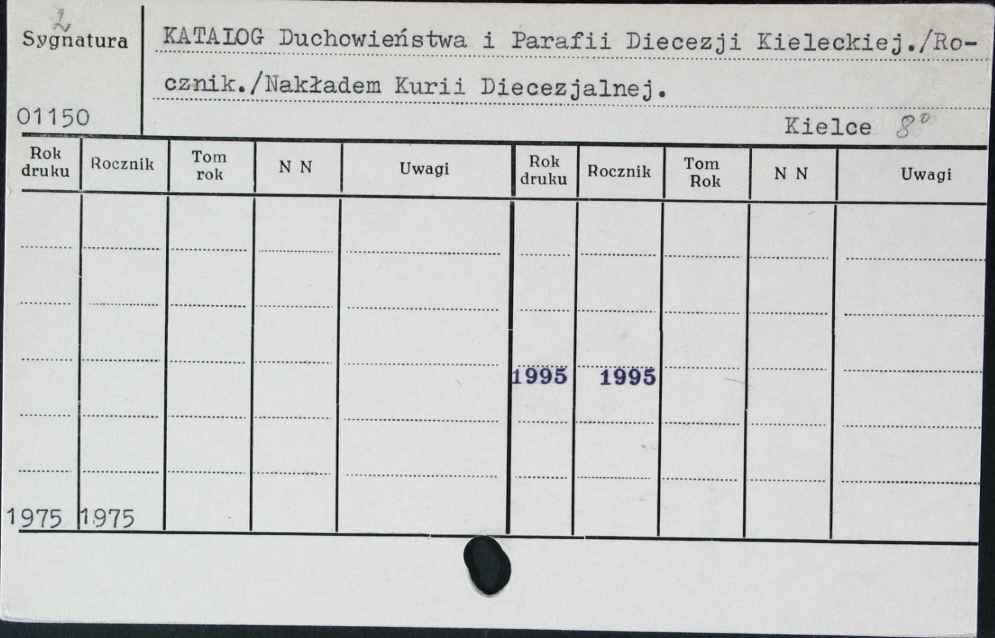 2
Sygnatura
KATALOG Duchowieństwa i Parafii Diecezji Kieleckiej./Ro-
cznik./Nakładem Kurii Diecezjalnej.
01150
Kielce 8°
Rok druku Rocznik Tom rok N N Uwagi Rok druku Rocznik Tom Rok N N Uwagi
1995 1995
1975 1975